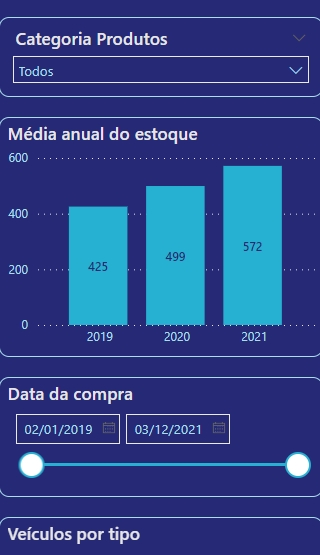 Categoria Produtos
Todos
Média anual do estoque
600
400
200
0
425
499
572
2019
2020
2021
Data da compra
02/01/2019
03/12/2021
Veículos por tipo